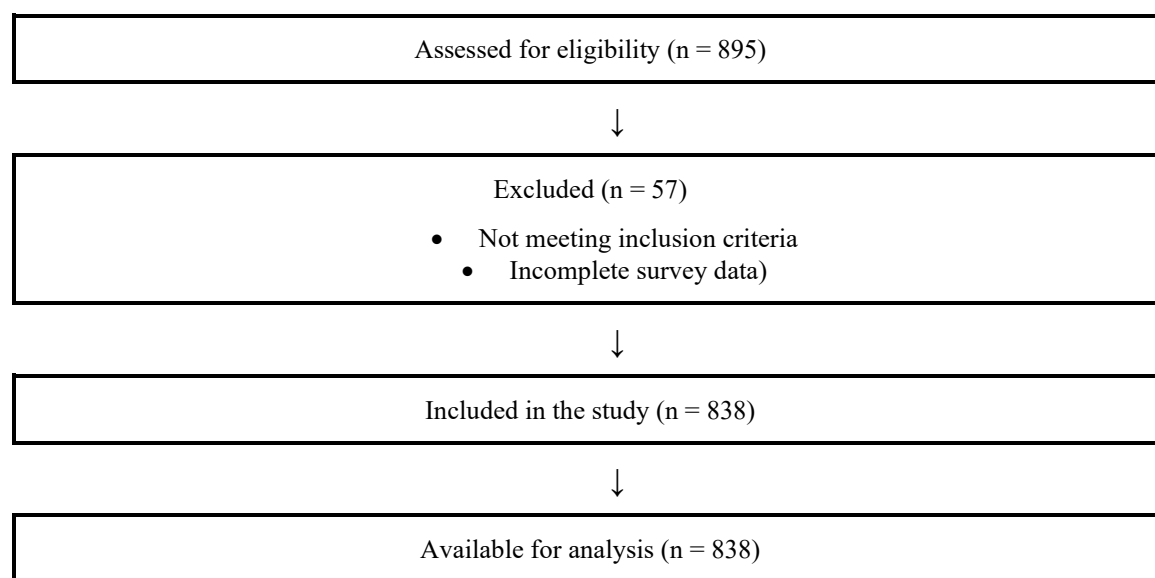 Assessed for eligibility (n = 895)
↓
Excluded (n = 57)
• Not meeting inclusion criteria
• Incomplete survey data)
↓
Included in the study (n = 838)
↓
Available for analysis (n = 838)